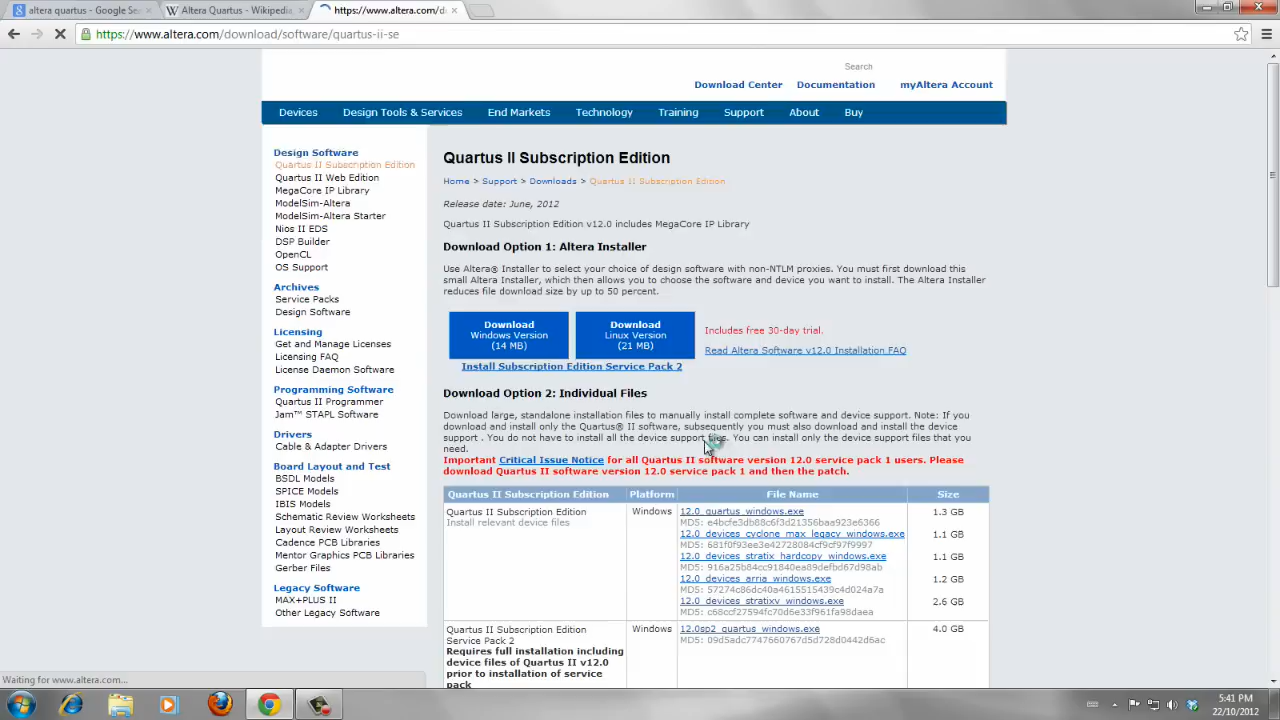 altera quartus - Google Se
Altera Quartus - Wikipedia
https://www.altera.com/d
https://www.altera.com/download/software/quartus-ii-se
Search
Download Center Documentation myAltera Account
Devices Design Tools & Services End Markets Technology Training Support About Buy
Design Software
Quartus II Subscription Edition
Quartus II Web Edition
MegaCore IP Library
ModelSim-Altera
ModelSim-Altera Starter
Nios II EDS
DSP Builder
OpenCL
OS Support
Archives
Service Packs
Design Software
Licensing
Get and Manage Licenses
Licensing FAQ
License Daemon Software
Programming Software
Quartus II Programmer
Jam™ STAPL Software
Drivers
Cable & Adapter Drivers
Board Layout and Test
BSDL Models
SPICE Models
IBIS Models
Schematic Review Worksheets
Layout Review Worksheets
Cadence PCB Libraries
Mentor Graphics PCB Libraries
Gerber Files
Legacy Software
MAX+PLUS II
Other Legacy Software
Quartus II Subscription Edition
Home > Support > Downloads > Quartus II Subscription Edition
Release date: June, 2012
Quartus II Subscription Edition v12.0 includes MegaCore IP Library
Download Option 1: Altera Installer
Use Altera® Installer to select your choice of design software with non-NTLM proxies. You must first download this
small Altera Installer, which then allows you to choose the software and device you want to install. The Altera Installer
reduces file download size by up to 50 percent.
Download
Windows Version
(14 MB)
Download
Linux Version
(21 MB)
Includes free 30-day trial.
Read Altera Software v12.0 Installation FAQ
Install Subscription Edition Service Pack 2
Download Option 2: Individual Files
Download large, standalone installation files to manually install complete software and device support. Note: If you
download and install only the Quartus® II software, subsequently you must also download and install the device
support . You do not have to install all the device support You can install only the device support files that you
need.
Important Critical Issue Notice for all Quartus II software version 12.0 service pack 1 users. Please
download Quartus II software version 12.0 service pack 1 and then the patch.
Quartus II Subscription Edition Platform File Name Size
Quartus II Subscription Edition Windows 12.0_quartus_windows.exe 1.3 GB
Install relevant device files MD5: e4bcfe3db88c6f3d21356baa923e6366
12.0_devices_cyclone_max_legacy_windows.exe 1.1 GB
MD5: 681f0f93ee3e42728084cf9cf97f9997
12.0_devices_stratix_hardcopy_windows.exe 1.1 GB
MD5: 916a25b84cc91840ea89defbd67d98ab
12.0_devices_arria_windows.exe 1.2 GB
MD5: 57274c86dc40a4615515439c4d024a7a
12.0_devices_stratixv_windows.exe 2.6 GB
MD5: c68ccf27594fc70d6e33f961fa98daea
Quartus II Subscription Edition Windows 12.0sp2_quartus_windows.exe 4.0 GB
Service Pack 2 MD5: 09d5adc7747660767d5d728d0442d6ac
Requires full installation including
device files of Quartus II v12.0
prior to installation of service
pack
Waiting for www.altera.com...
5:41 PM
22/10/2012